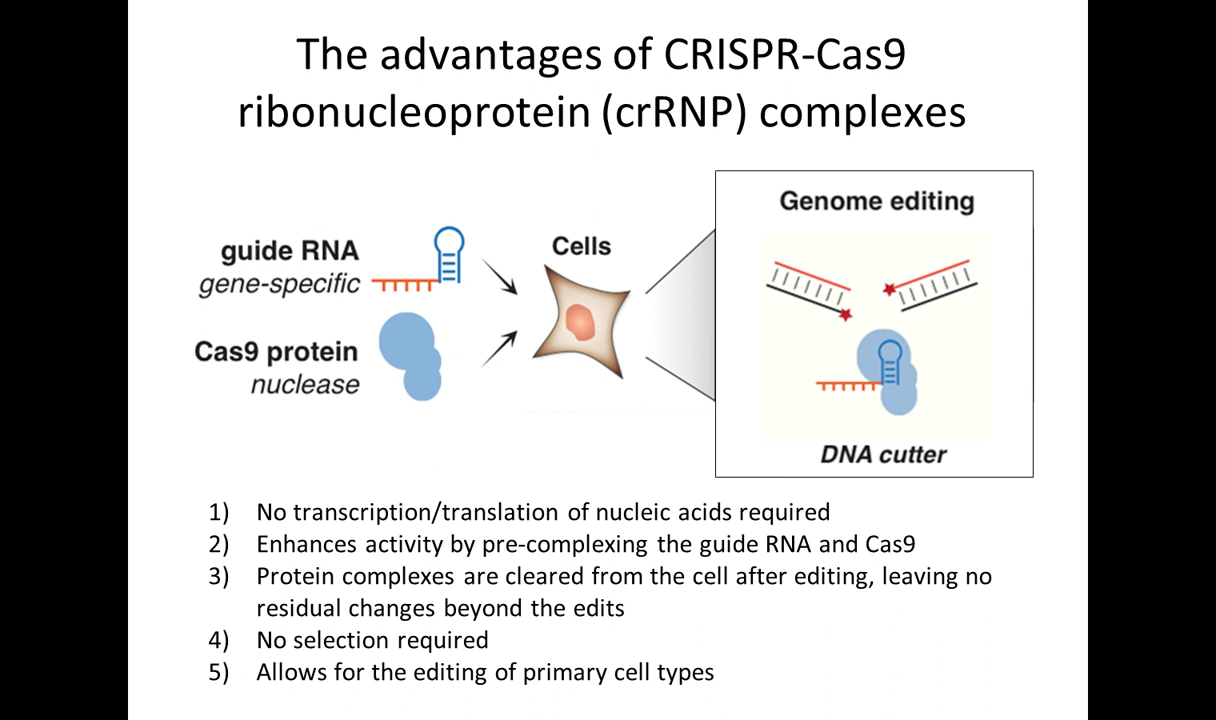 The advantages of CRISPR-Cas9
ribonucleoprotein (crRNP) complexes
guide RNA
gene-specific
Cas9 protein
nuclease
Cells
Genome editing
DNA cutter
1) No transcription/translation of nucleic acids required
2) Enhances activity by pre-complexing the guide RNA and Cas9
3) Protein complexes are cleared from the cell after editing, leaving no
residual changes beyond the edits
4) No selection required
5) Allows for the editing of primary cell types